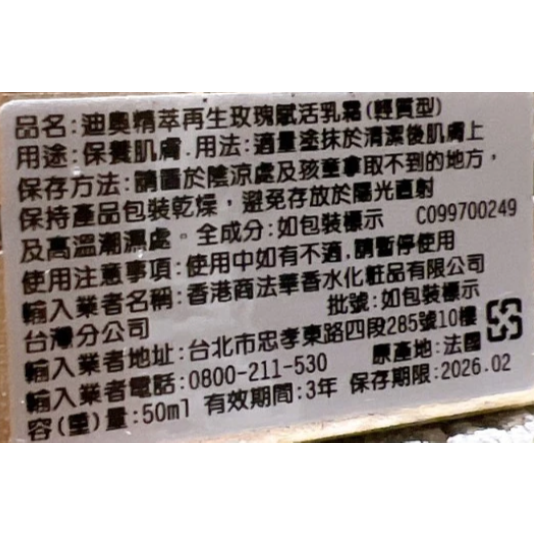 品名:迪奧精萃再生玫瑰賦活乳霜(輕質型)
用途:保養肌膚.用法:適量塗抹於清潔後肌膚上
保存方法:請置於陰涼處及孩童拿取不到的地方,
保持產品包裝乾燥,避免存放於陽光直射
及高溫潮濕處。全成分:如包裝標示 C099700249
使用注意事項:使用中如有不適,請暫停使用
輸入業者名稱:香港商法華香水化粧品有限公司
台灣分公司 批號:如包裝標示
輸入業者地址:台北市忠孝東路四段285號10樓
輸入業者電話:0800-211-530 原產地:法國
容(重)量:50ml 有效期間:3年 保存期限:2026.02